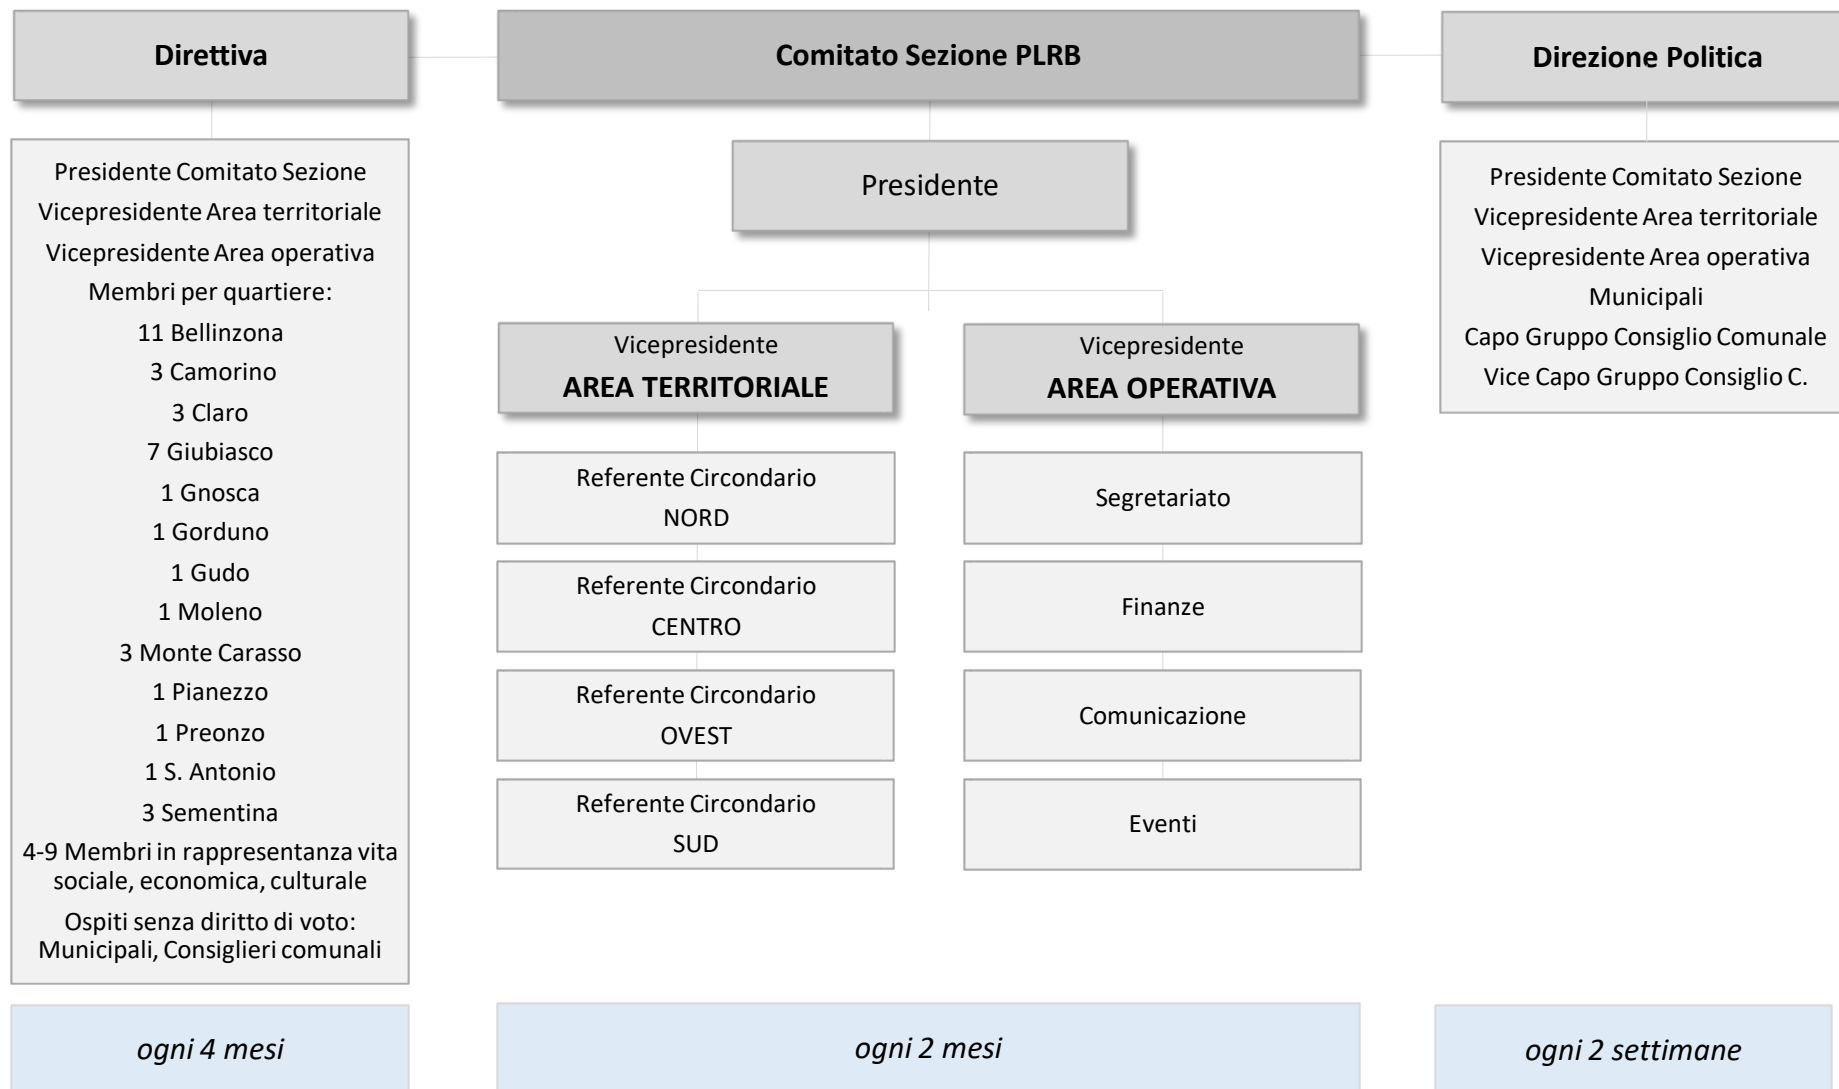 Direttiva
Presidente Comitato Sezione
Vicepresidente Area territoriale
Vicepresidente Area operativa
Membri per quartiere:
11 Bellinzona
3 Camorino
3 Claro
7 Giubiasco
1 Gnosca
1 Gorduno
1 Gudo
1 Moleno
3 Monte Carasso
1 Pianezzo
1 Preonzo
1 S. Antonio
3 Sementina
4-9 Membri in rappresentanza vita
sociale, economica, culturale
Ospiti senza diritto di voto:
Municipali, Consiglieri comunali
ogni 4 mesi
Comitato Sezione PLRB
Presidente
Vicepresidente
AREA TERRITORIALE
Referente Circondario
NORD
Referente Circondario
CENTRO
Referente Circondario
OVEST
Referente Circondario
SUD
Vicepresidente
AREA OPERATIVA
Segretariato
Finanze
Comunicazione
Eventi
ogni 2 mesi
Direzione Politica
Presidente Comitato Sezione
Vicepresidente Area territoriale
Vicepresidente Area operativa
Municipali
Capo Gruppo Consiglio Comunale
Vice Capo Gruppo Consiglio C.
ogni 2 settimane